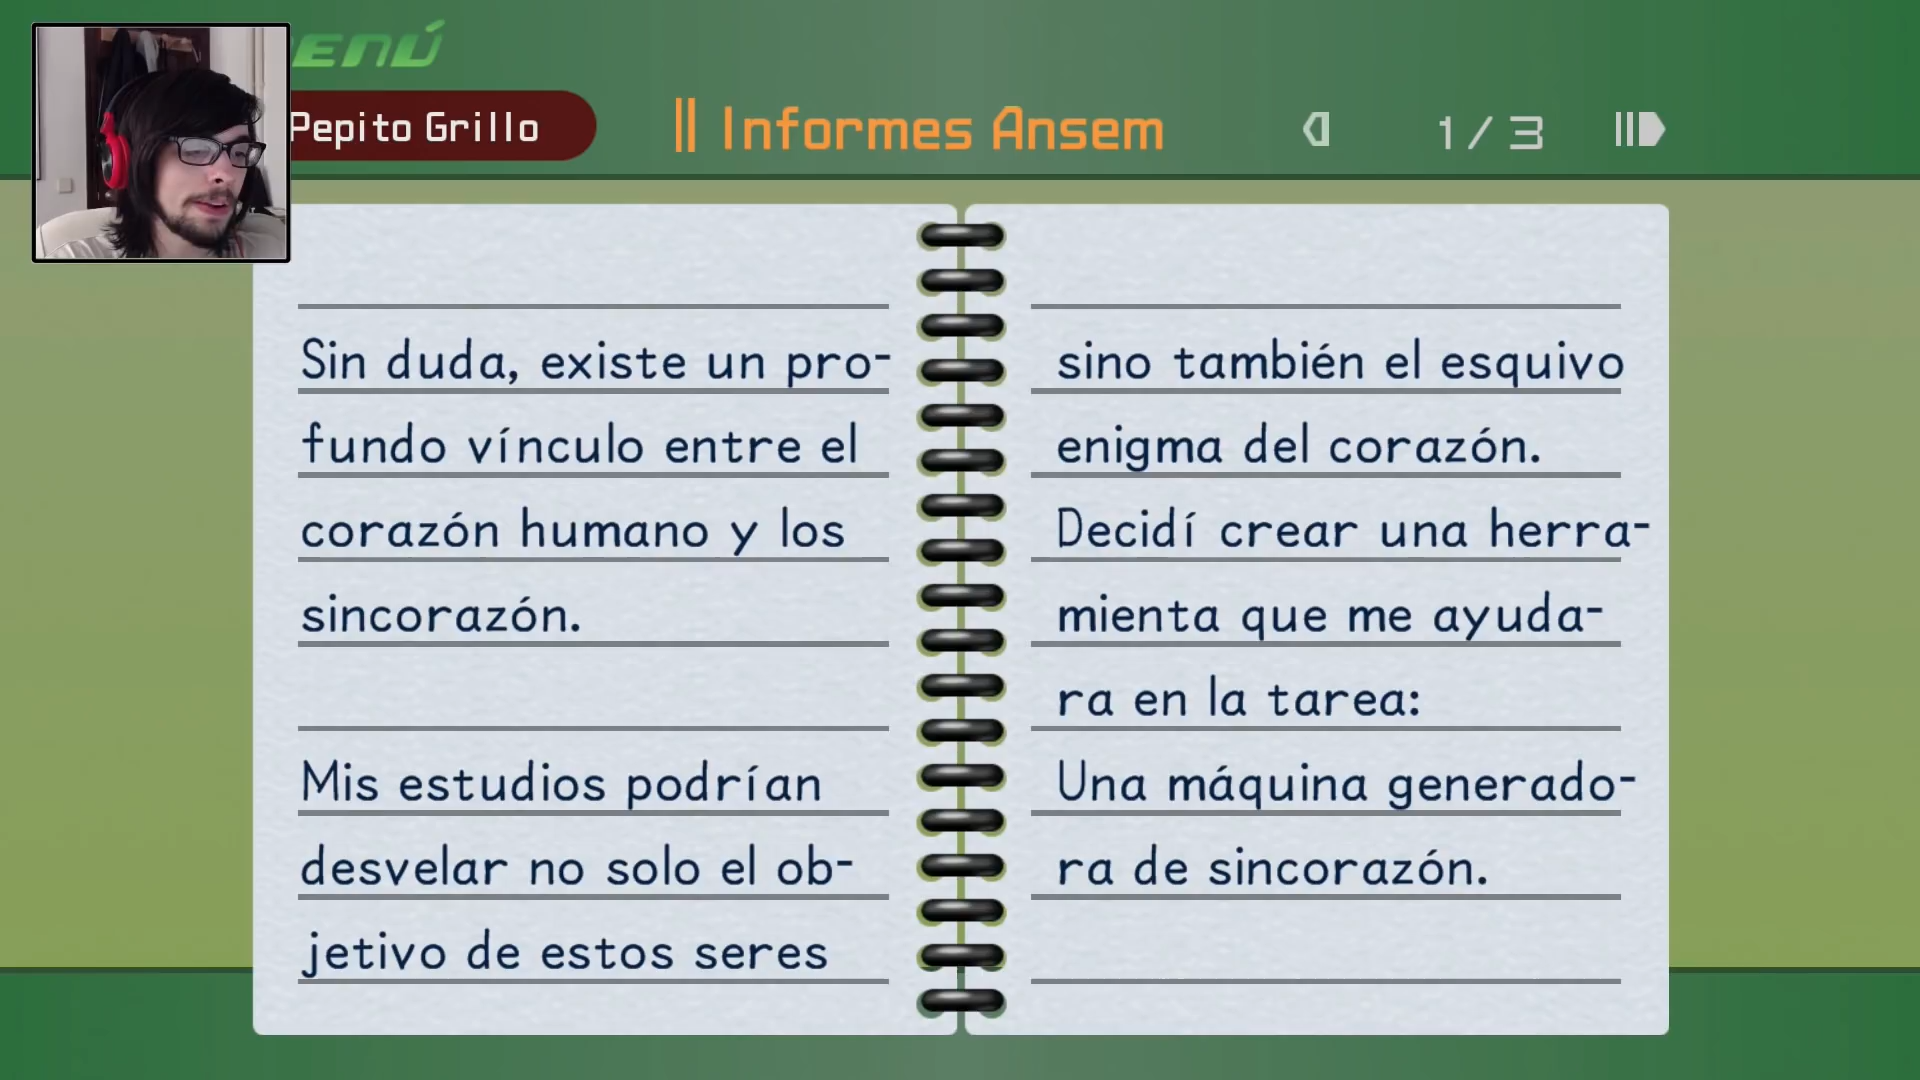 ENÚ
Pepito Grillo
Informes Ansem
1/3
Sin duda, existe un pro-
fundo vínculo entre el
corazón humano y los
sincorazón.
Mis estudios podrían
desvelar no solo el ob-
jetivo de estos seres
sino también el esquivo
enigma del corazón.
Decidí crear una herra-
mienta que me ayuda-
ra en la tarea:
Una máquina generado-
ra de sincorazón.